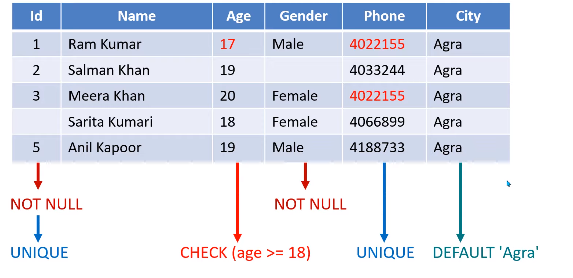 Id Name Age Gender Phone City
1 Ram Kumar 17 Male 4022155 Agra
2 Salman Khan 19 4033244 Agra
3 Meera Khan 20 Female 4022155 Agra
Sarita Kumari 18 Female 4066899 Agra
5 Anil Kapoor 19 Male 4188733 Agra
NOT NULL NOT NULL
UNIQUE CHECK (age >= 18) UNIQUE DEFAULT 'Agra'